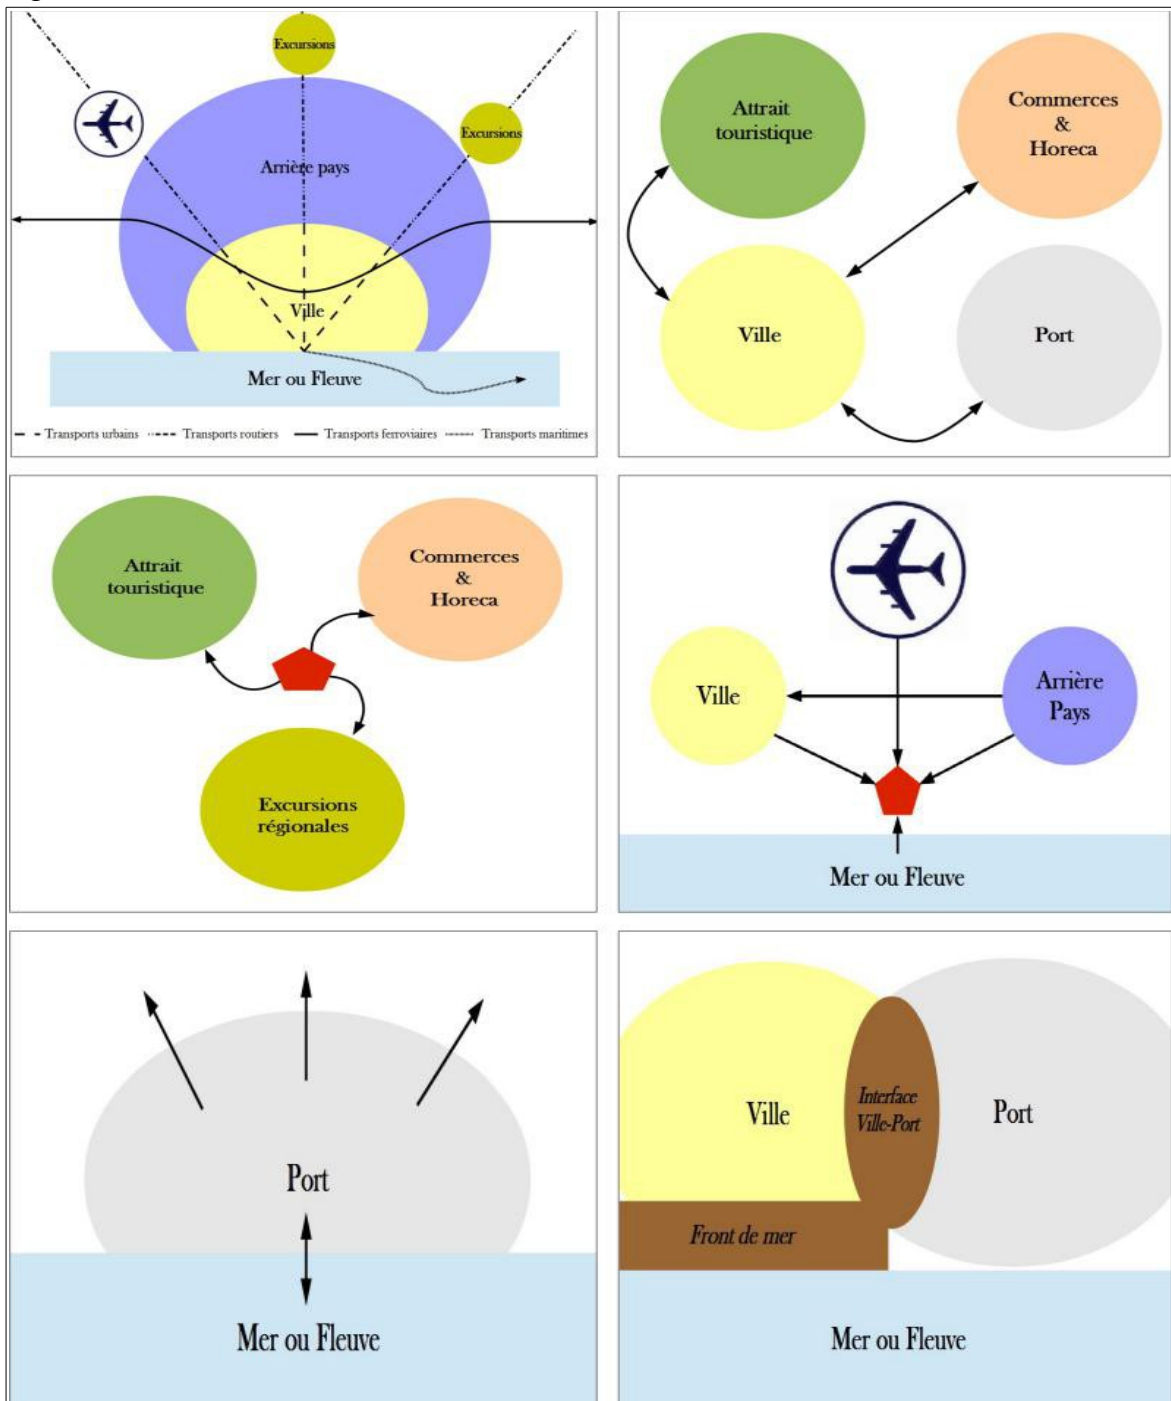 Excursions
Excursions
Arrière pays
Ville
Mer ou Fleuve
Transports urbains
Transports routiers
Transports ferroviaires
Transports maritimes
Attrait
touristique
Commerces
&
Horeca
Ville
Port
Attrait
touristique
Commerces
&
Horeca
Excursions
régionales
Ville
Arrière
Pays
Mer ou Fleuve
Port
Mer ou Fleuve
Ville
Interface
Ville-Port
Port
Front de mer
Mer ou Fleuve